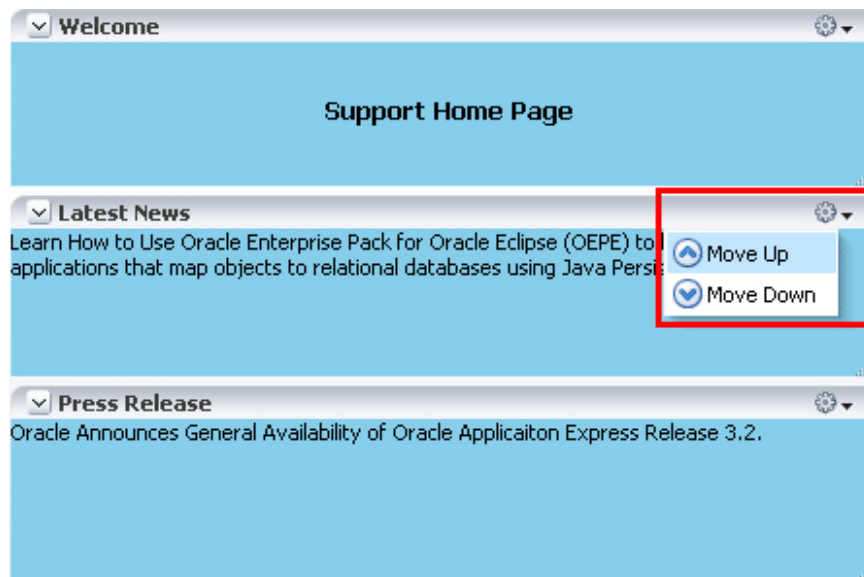 Welcome
Support Home Page
Latest News
Learn How to Use Oracle Enterprise Pack for Oracle Eclipse (OEPE) to
applications that map objects to relational databases using Java
Move Up
Move Down
Press Release
Oracle Announces General Availability of Oracle Applicaiton Express Release 3.2.